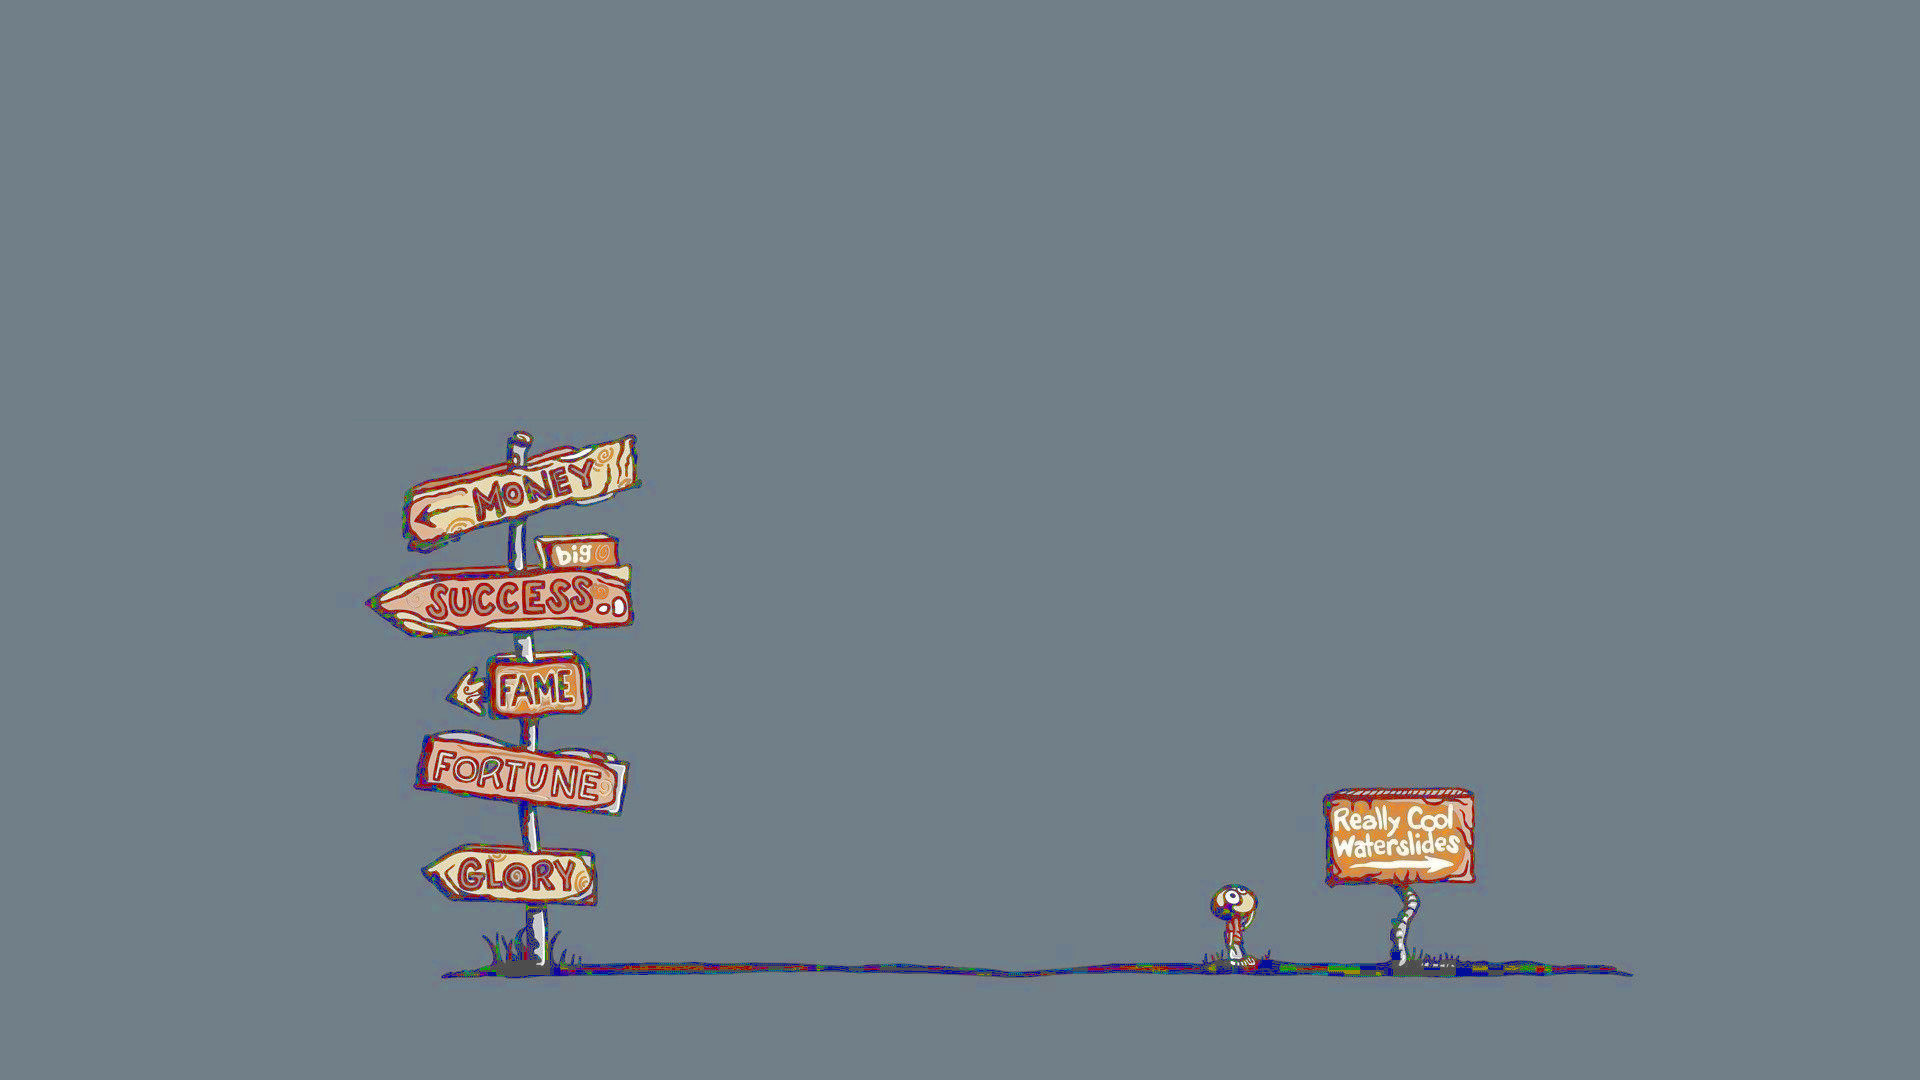 MONEY
big
SUCCESS
FAME
FORTUNE
GLORY
Really Cool
Waterslides